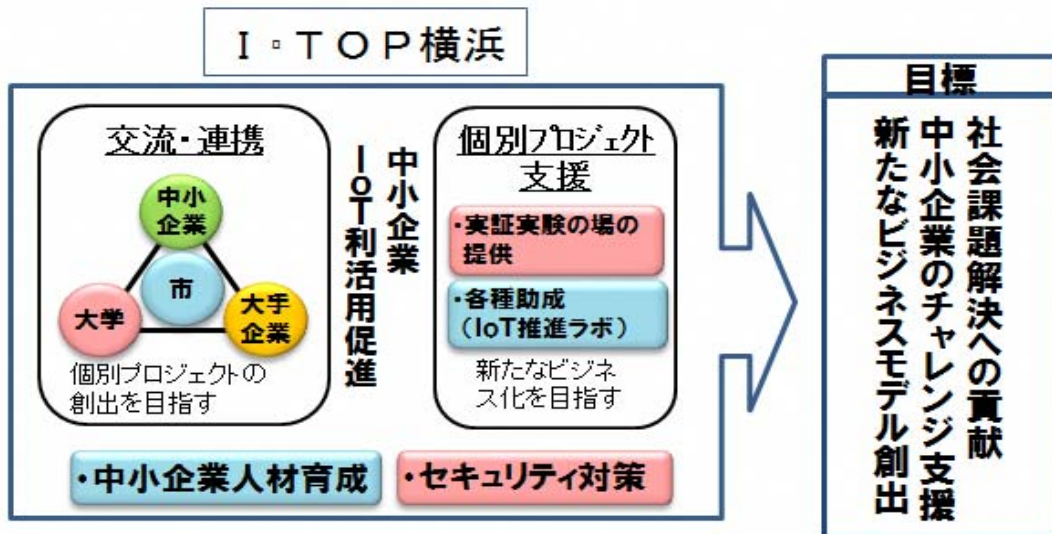 I▫TOP横浜
交流・連携
中小
企業
市
大学
大手
企業
個別プロジェクトの
創出を目指す
中小企業
IOT利活用促進
個別プロジェクト
支援
・実証実験の場の
提供
・各種助成
(IoT推進ラボ)
新たなビジネ
ス化を目指す
・中小企業人材育成
・セキュリティ対策
目標
社会課題解決への貢献
中小企業のチャレンジ支援
新たなビジネスモデル創出